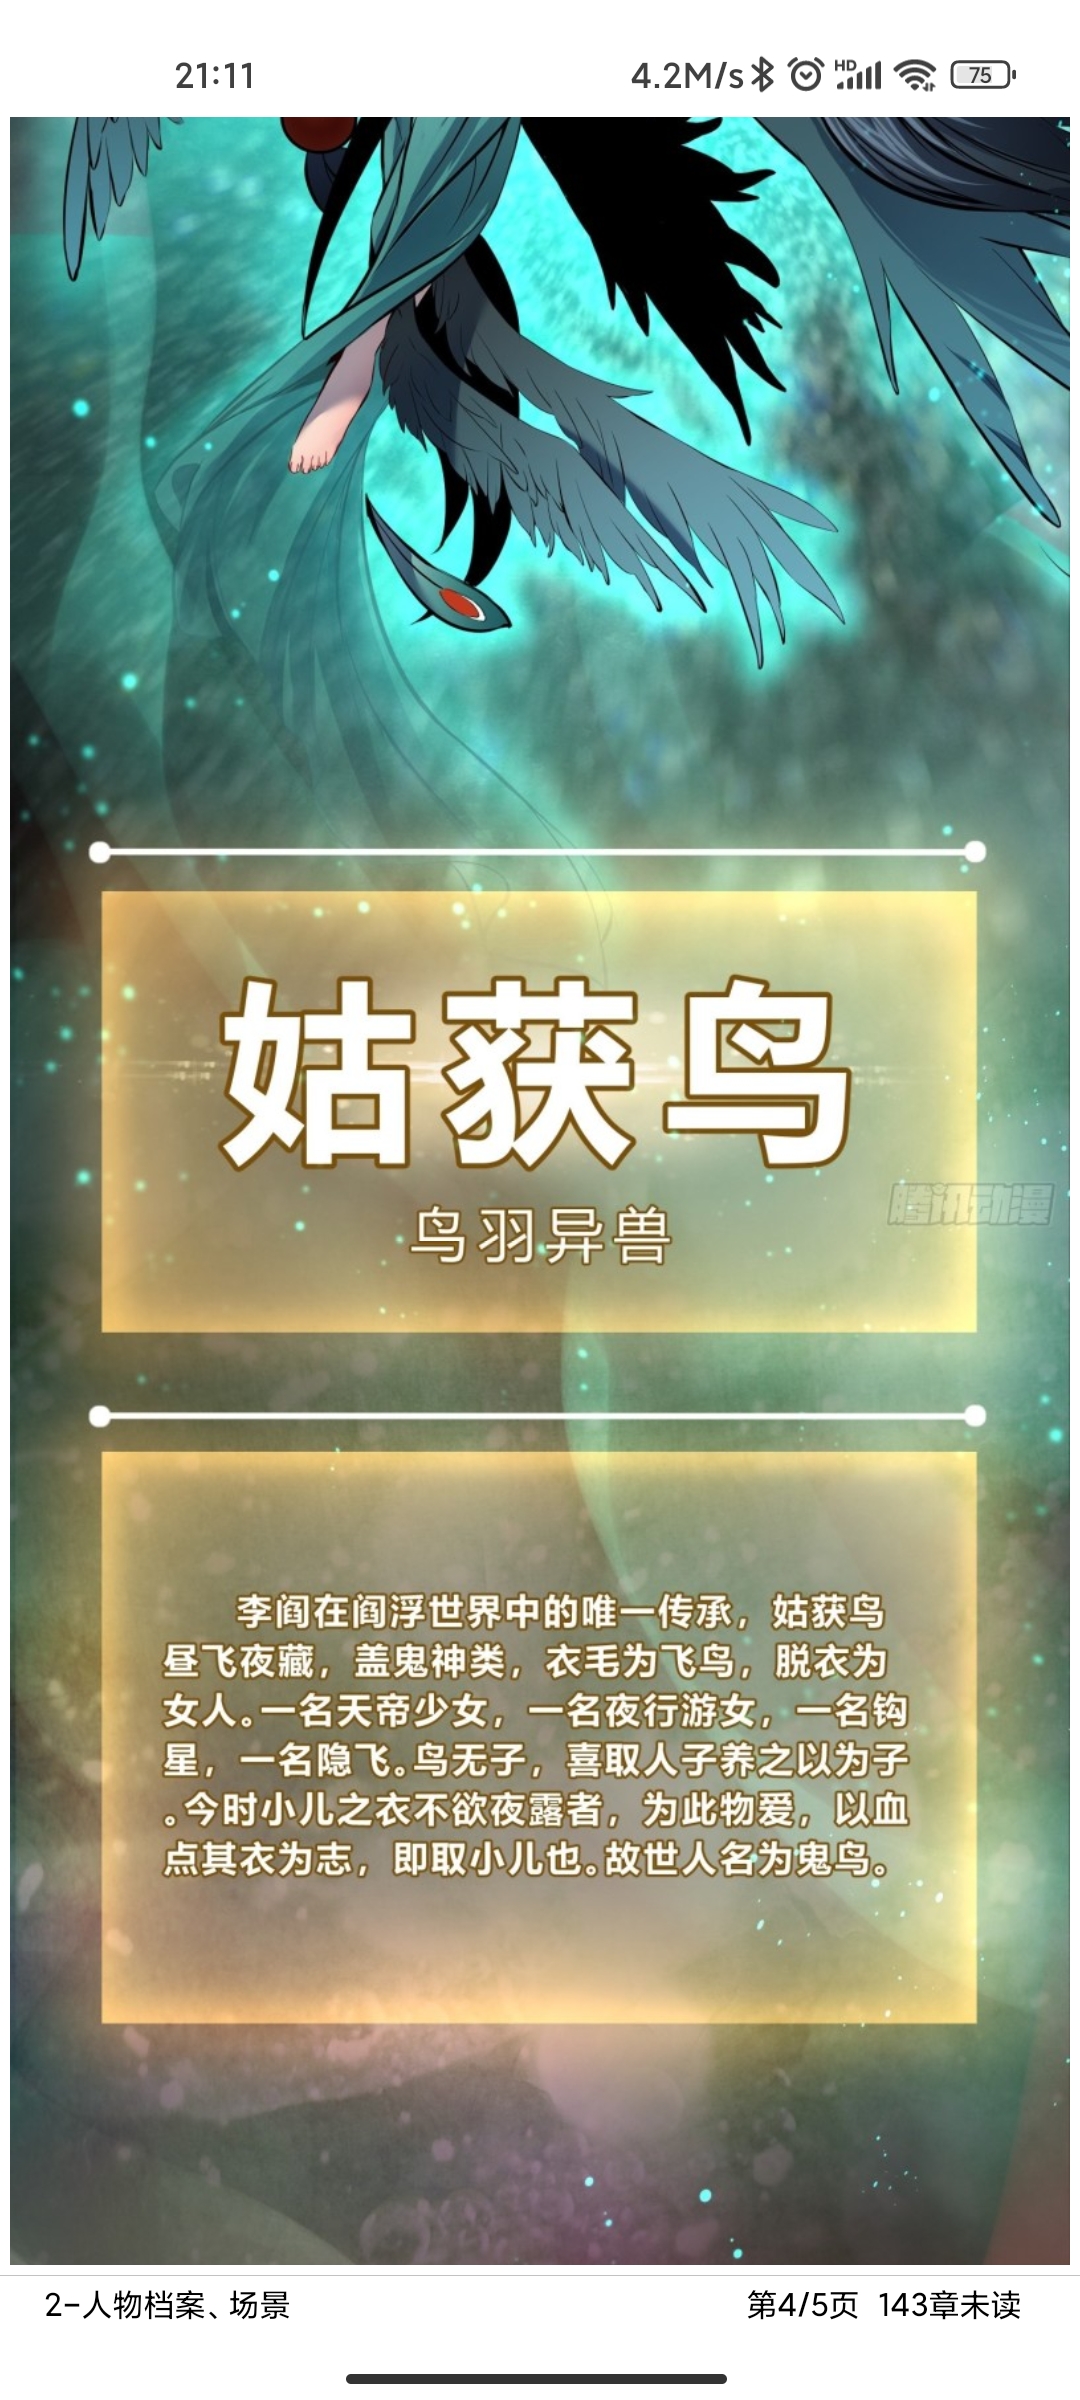 21:11
4.2M/s
HD
75
姑获鸟
腾讯动漫
鸟羽异兽
李阎在阎浮世界中的唯一传承，姑获鸟
昼飞夜藏，盖鬼神类，衣毛为飞鸟，脱衣为
女人。一名天帝少女，一名夜行游女，一名钩
星，一名隐飞。鸟无子，喜取人子养之以为子
。今时小儿之衣不欲夜露者，为此物爱，以血
点其衣为志，即取小儿也。故世人名为鬼鸟。
2-人物档案、场景
第4/5页 143章未读